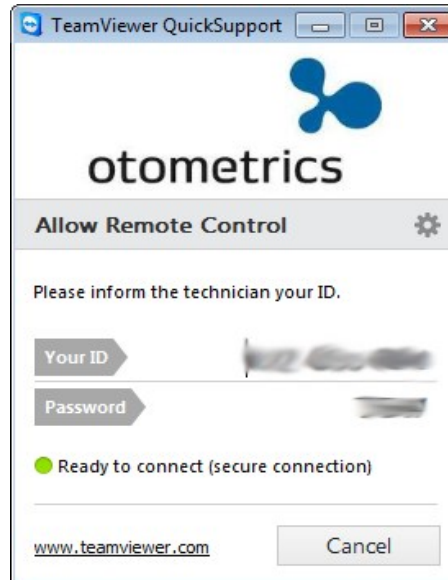 TeamViewer QuickSupport
otometrics
Allow Remote Control
Please inform the technician your ID.
Your ID
Password
Ready to connect (secure connection)
www.teamviewer.com Cancel